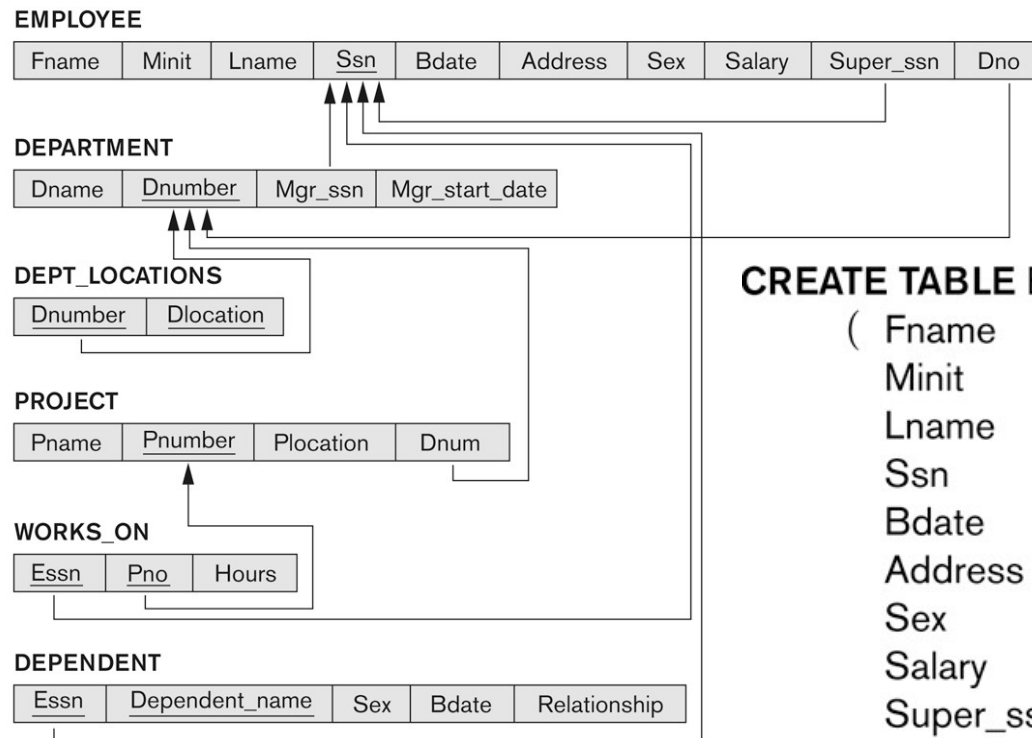 EMPLOYEE
Fname Minit Lname Ssn Bdate Address Sex Salary Super_ssn Dno
DEPARTMENT
Dname Dnumber Mgr_ssn Mgr_start_date
DEPT_LOCATIONS
Dnumber Dlocation
PROJECT
Pname Pnumber Plocation Dnum
WORKS_ON
Essn Pno Hours
DEPENDENT
Essn Dependent_name Sex Bdate Relationship
CREATE TABLE
( Fname
Minit
Lname
Ssn
Bdate
Address
Sex
Salary